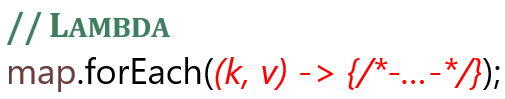 // LAMBDA
map.forEach((k, v) -> {/*-...-*/});